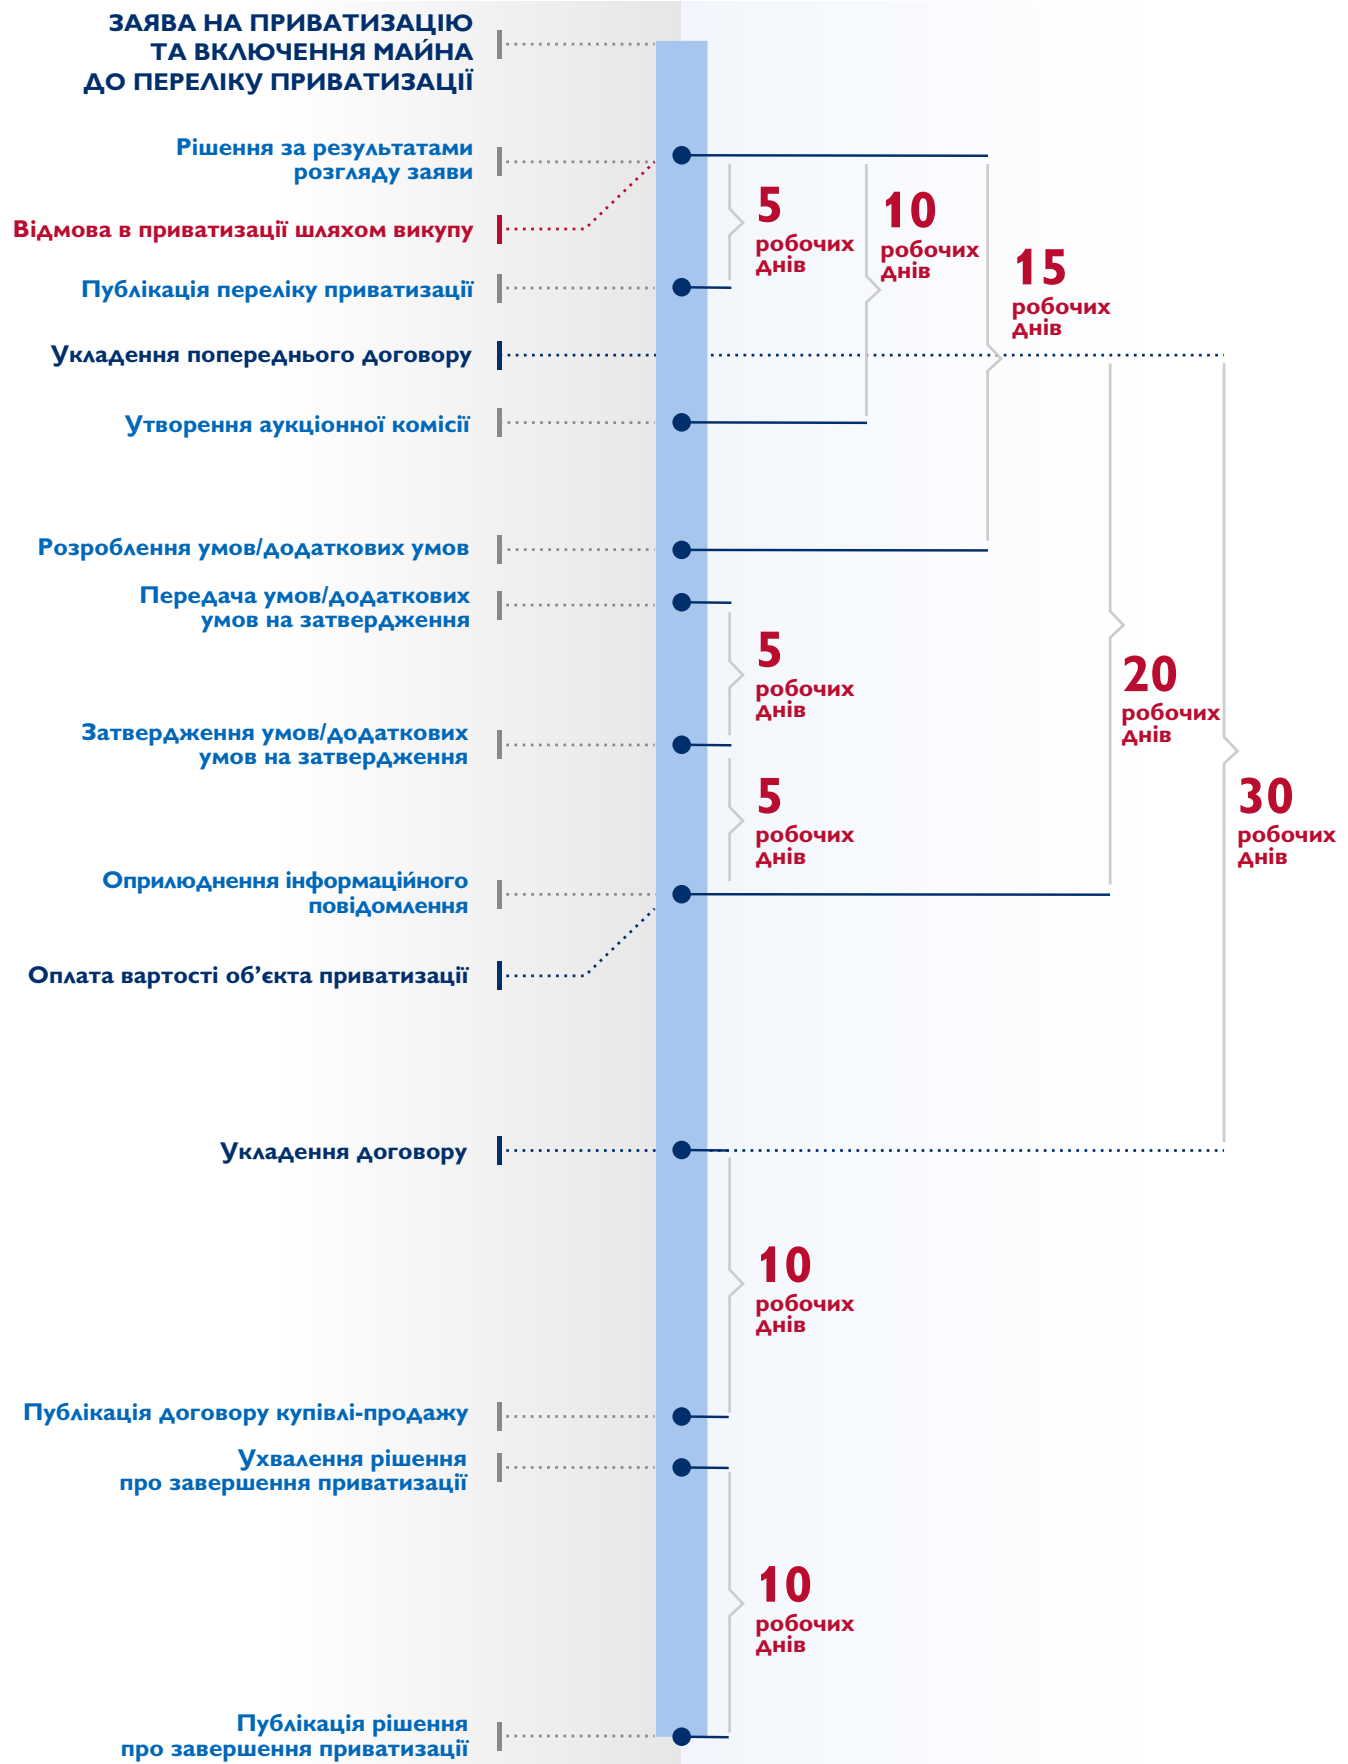 ЗАЯВА НА ПРИВАТИЗАЦІЮ
ТА ВКЛЮЧЕННЯ МАЙНА
ДО ПЕРЕЛІКУ ПРИВАТИЗАЦІЇ
Рішення за результатами
розгляду заяви
Відмова в приватизації шляхом викупу
5
робочих
днів
10
робочих
днів
15
робочих
днів
Публікація переліку приватизації
Укладення попереднього договору
Утворення аукціонної комісії
Розроблення умов/додаткових умов
Передача умов/додаткових
умов на затвердження
5
робочих
днів
20
робочих
днів
Затвердження умов/додаткових
умов на затвердження
5
робочих
днів
30
робочих
днів
Оприлюднення інформаційного
повідомлення
Оплата вартості об’єкта приватизації
Укладення договору
10
робочих
днів
Публікація договору купівлі-продажу
Ухвалення рішення
про завершення приватизації
10
робочих
днів
Публікація рішення
про завершення приватизації